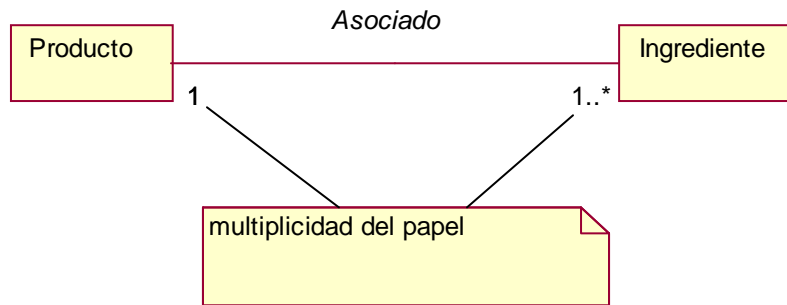 Asociado
Producto
Ingrediente
1
1..*
multiplicidad del papel